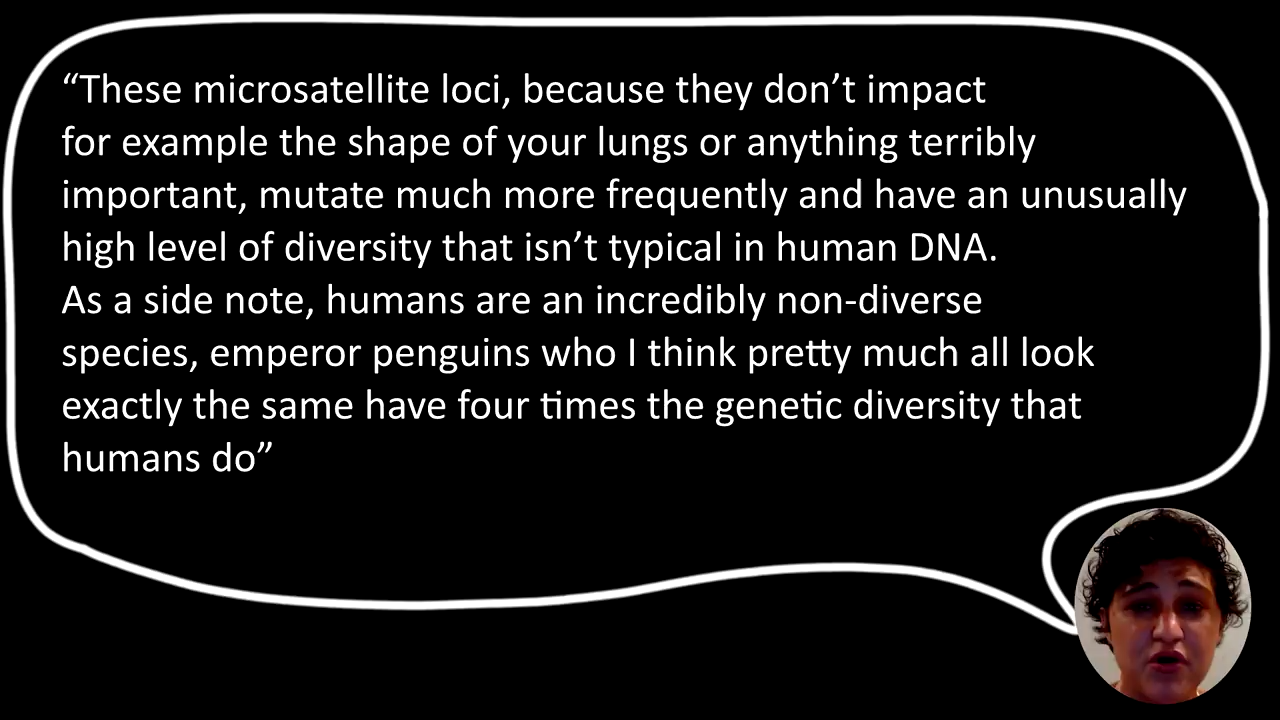 “These microsatellite loci, because they don’t impact
for example the shape of your lungs or anything terribly
important, mutate much more frequently and have an unusually
high level of diversity that isn’t typical in human DNA.
As a side note, humans are an incredibly non-diverse
species, emperor penguins who I think pretty much all look
exactly the same have four times the genetic diversity that
humans do”